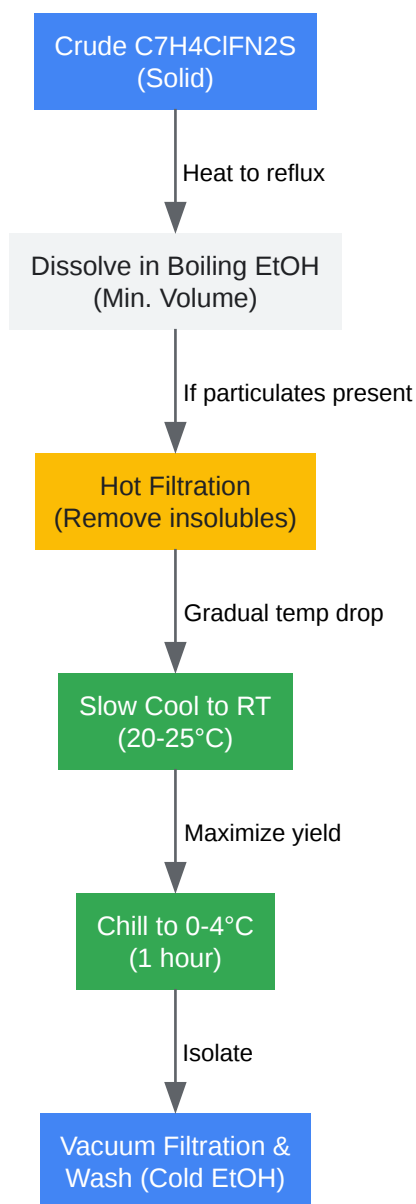 Crude C7H4ClFN2S
(Solid)
Heat to reflux
Dissolve in Boiling EtOH
(Min. Volume)
If particulates present
Hot Filtration
(Remove insolubles)
Gradual temp drop
Slow Cool to RT
(20-25°C)
Maximize yield
Chill to 0-4°C
(1 hour)
Isolate
Vacuum Filtration &
Wash (Cold EtOH)